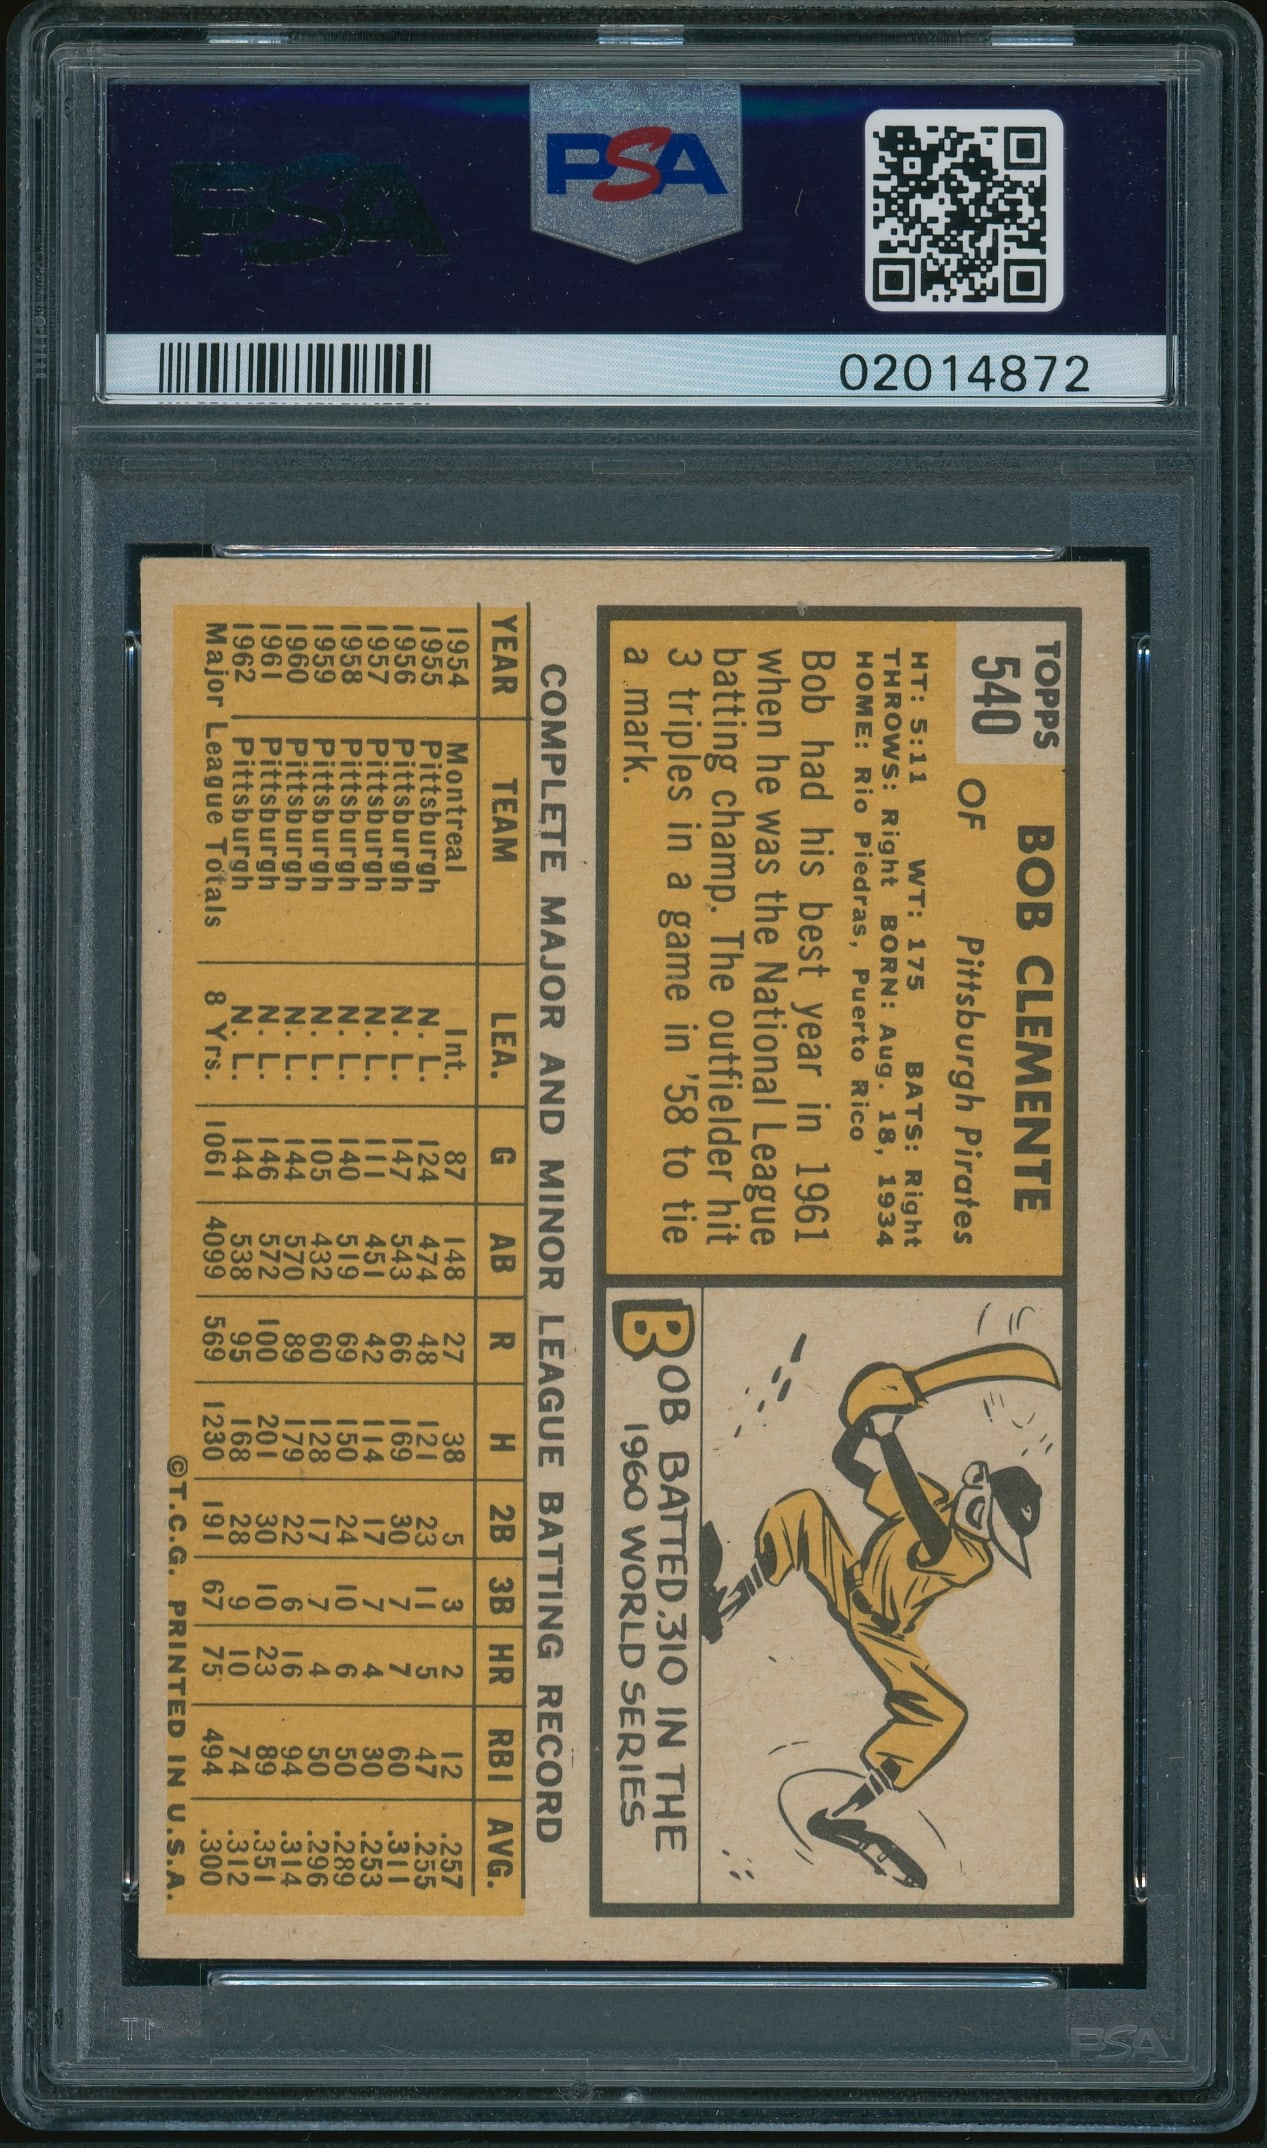 PSA
PSA
02014872
TOPPS
540
BOB CLEMENTE
OF Pittsburgh Pirates
HT: 5:11 WT: 175 BATS: Right
THROWS: Right BORN: Aug. 18, 1934
HOME: Rio Piedras, Puerto Rico
Bob had his best year in 1961
when he was the National League
batting champ. The outfielder hit
3 triples in a game in '58 to tie
a mark.
BOB BATTED .310 IN THE
1960 WORLD SERIES
COMPLETE MAJOR AND MINOR LEAGUE BATTING RECORD
YEAR TEAM LEA. G AB R H 2B 3B HR RBI AVG.
1954 Montreal Int. 87 148 27 38 5 3 2 12 .257
1955 Pittsburgh N. L. 124 474 48 121 23 11 5 47 .255
1956 Pittsburgh N. L. 147 543 66 169 30 7 7 60 .311
1957 Pittsburgh N. L. 111 451 42 114 17 7 4 30 .253
1958 Pittsburgh N. L. 140 519 69 150 24 10 6 50 .289
1959 Pittsburgh N. L. 105 432 60 128 17 7 4 50 .296
1960 Pittsburgh N. L. 144 570 89 179 22 6 16 94 .314
1961 Pittsburgh N. L. 146 572 100 201 30 10 23 89 .351
1962 Pittsburgh N. L. 144 538 95 168 28 9 10 74 .312
Major League Totals 8 Yrs. 1061 4099 569 1230 191 67 75 494 .300
©T.C.G. PRINTED IN U.S.A.
PSA